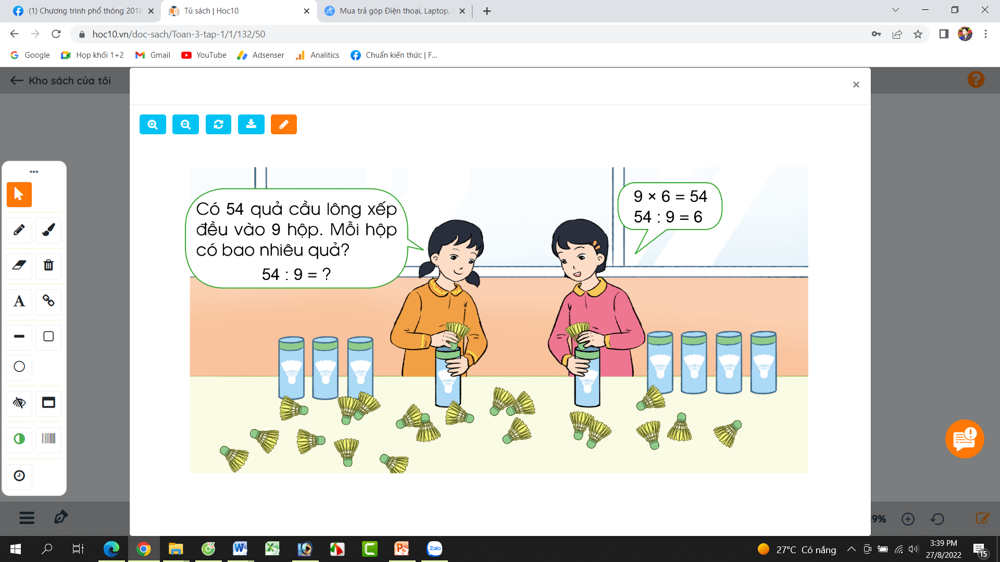 (1) Chương trình phổ thông 2018
Tủ sách | Hoc10
Mua trả góp Điện thoại, Laptop,
hoc10.vn/doc-sach/Toan-3-tap-1/1/132/50
Google
Họp khối 1+2
Gmail
YouTube
Adsenser
Analitics
Chuẩn kiến thức | F...
Kho sách của tôi
Có 54 quả cầu lông xếp
đều vào 9 hộp. Mỗi hộp
có bao nhiêu quả?
54 : 9 = ?
9 × 6 = 54
54 : 9 = 6
9%
Zalo
27°C Có nắng
3:39 PM
27/8/2022
15